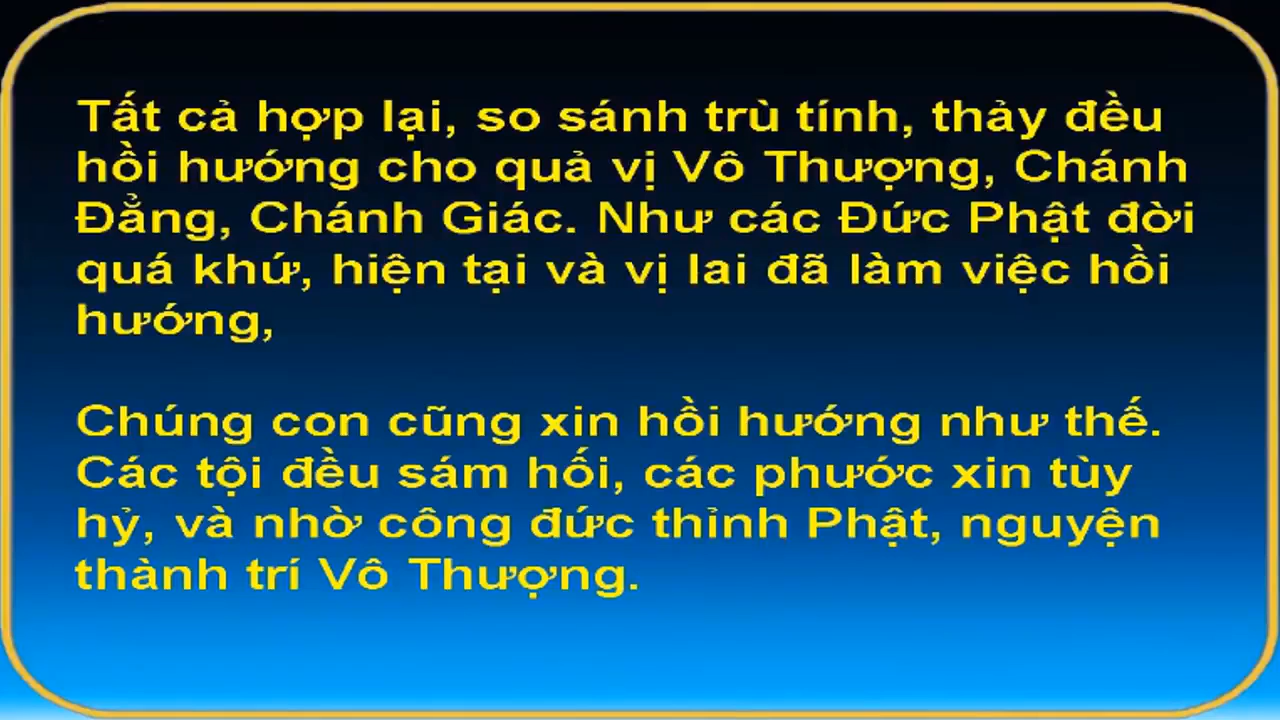 Tất cả hợp lại, so sánh trù tính, thảy đều
hồi hướng cho quả vị Vô Thượng, Chánh
Đẳng, Chánh Giác. Như các Đức Phật đời
quá khứ, hiện tại và vị lai đã làm việc hồi
hướng,
Chúng con cũng xin hồi hướng như thế.
Các tội đều sám hối, các phước xin tùy
hỷ, và nhờ công đức thỉnh Phật, nguyện
thành trí Vô Thượng.